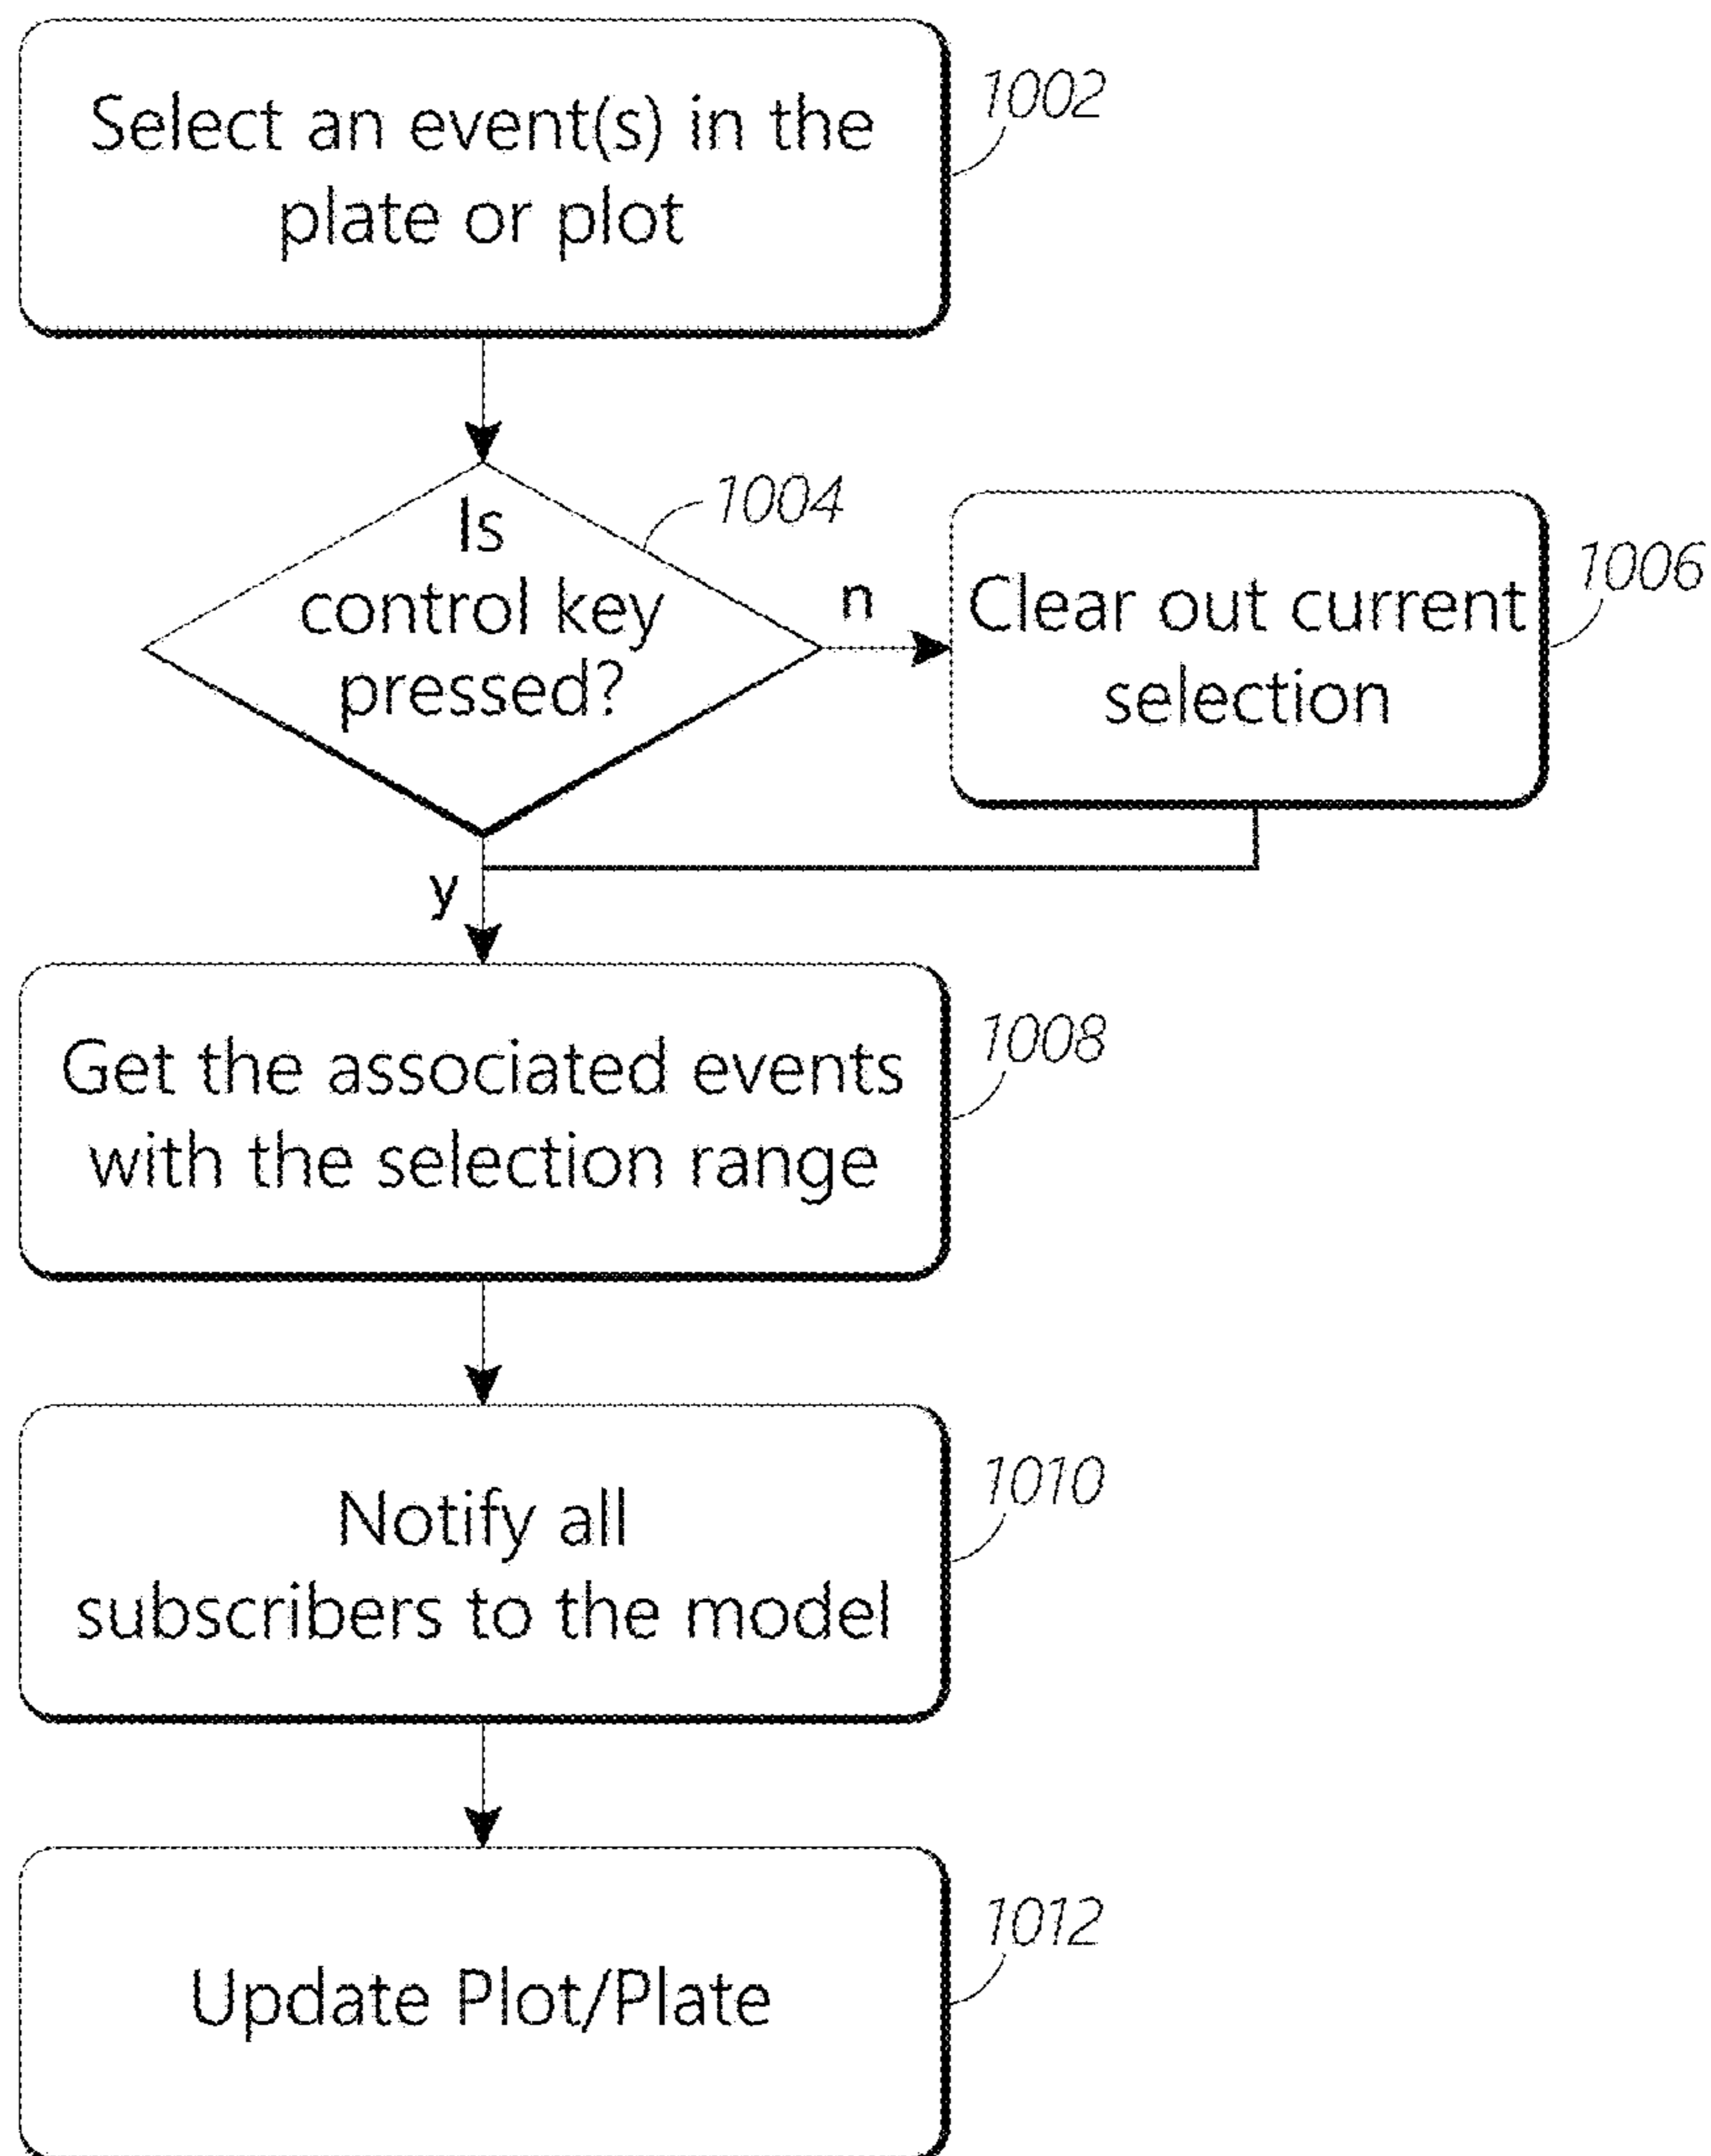 Select an event(s) in the
plate or plot
1002
Is
control key
pressed?
1004
n
Clear out current
selection
1006
y
Get the associated events
with the selection range
1008
Notify all
subscribers to the model
1010
Update Plot/Plate
1012